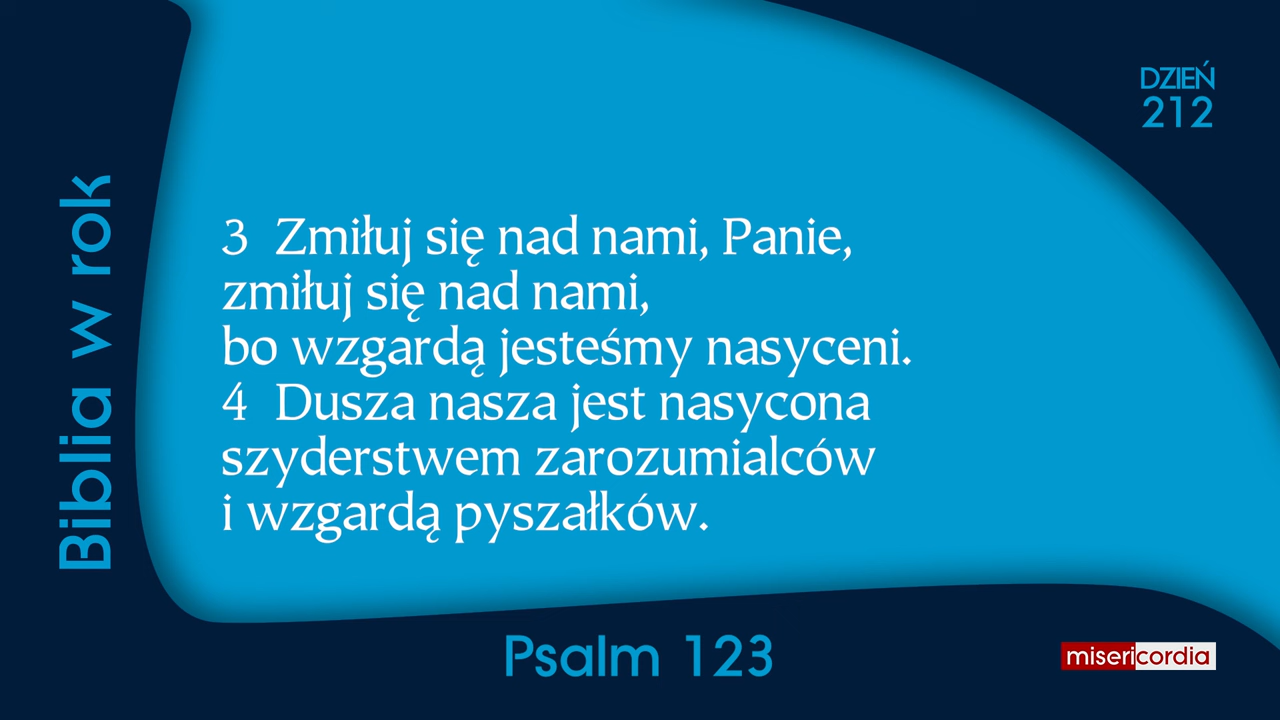 DZIEŃ
212
Biblia w rok
3 Zmiłuj się nad nami, Panie,
zmiłuj się nad nami,
bo wzgardą jesteśmy nasyceni.
4 Dusza nasza jest nasycona
szyderstwem zarozumialców
i wzgardą pyszałków.
Psalm 123
misericordia